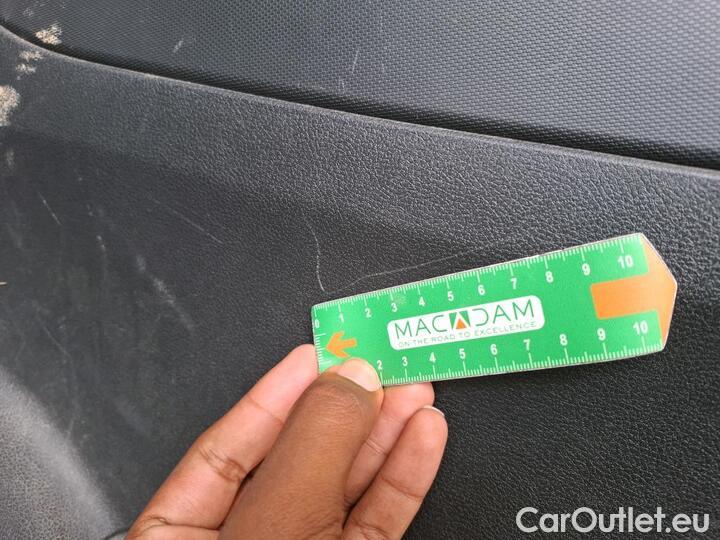 0 1 2 3 4 5 6 7 8 9 10
MACADAM
ON THE ROAD TO EXCELLENCE
2 3 4 5 6 7 8 9 10
CarOutlet.eu